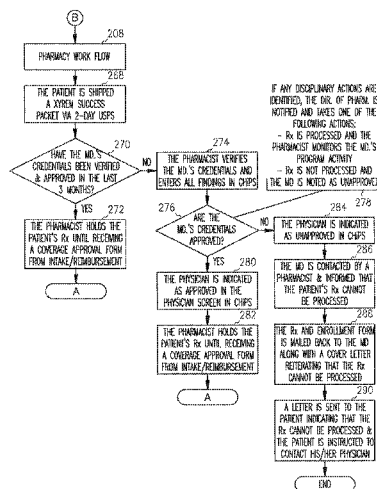 B
208
PHARMACY WORK FLOW
268
THE PATIENT IS SHIPPED
A XYREM SUCCESS
PACKET VIA 2-DAY USPS
270
HAVE THE MD.'S
CREDENTIALS BEEN VERIFIED
& APPROVED IN THE LAST
3 MONTHS?
NO
YES
272
THE PHARMACIST HOLDS THE
PATIENT'S Rx UNTIL RECEIVING
A COVERAGE APPROVAL FORM
FROM INTAKE/REIMBURSEMENT
A
274
THE PHARMACIST VERIFIES
THE MD.'S CREDENTIALS AND
ENTERS ALL FINDINGS IN CHIPS
276
ARE THE
MD.'S CREDENTIALS
APPROVED?
NO
YES
280
THE PHYSICIAN IS INDICATED
AS APPROVED IN THE
PHYSICIAN SCREEN IN CHIPS
282
THE PHARMACIST HOLDS THE
PATIENT'S Rx UNTIL RECEIVING
A COVERAGE APPROVAL FORM
FROM INTAKE/REIMBURSEMENT
A
IF ANY DISCIPLINARY ACTIONS ARE
IDENTIFIED, THE DIR. OF PHARM. IS
NOTIFIED AND TAKES ONE OF THE
FOLLOWING ACTIONS:
- Rx IS PROCESSED AND THE
PHARMACIST MONITORS THE MD.'S
PROGRAM ACTIVITY
- Rx IS NOT PROCESSED AND
THE MD IS NOTED AS UNAPPROVED
278
284
THE PHYSICIAN IS INDICATED
AS UNAPPROVED IN CHIPS
286
THE MD IS CONTACTED BY A
PHARMACIST & INFORMED THAT
THE PATIENT'S Rx CANNOT
BE PROCESSED
288
THE Rx AND ENROLLMENT FORM
IS MAILED BACK TO THE MD
ALONG WITH A COVER LETTER
REITERATING THAT THE Rx
CANNOT BE PROCESSED
290
A LETTER IS SENT TO THE
PATIENT INDICATING THAT THE
Rx CANNOT BE PROCESSED &
THE PATIENT IS INSTRUCTED TO
CONTACT HIS/HER PHYSICIAN
END